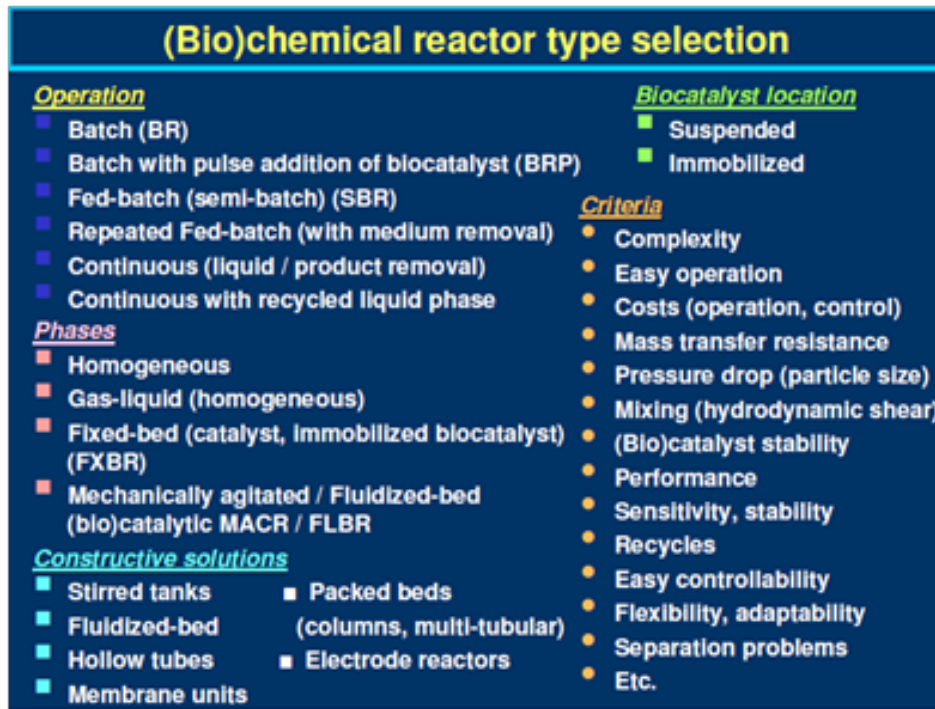 (Bio)chemical reactor type selection
Operation
Batch (BR)
Batch with pulse addition of biocatalyst (BRP)
Fed-batch (semi-batch) (SBR)
Repeated Fed-batch (with medium removal)
Continuous (liquid / product removal)
Continuous with recycled liquid phase
Phases
Homogeneous
Gas-liquid (homogeneous)
Fixed-bed (catalyst, immobilized biocatalyst)
(FXBR)
Mechanically agitated / Fluidized-bed
(bio)catalytic MACR / FLBR
Constructive solutions
Stirred tanks
Fluidized-bed
Hollow tubes
Membrane units
Packed beds
(columns, multi-tubular)
Electrode reactors
Biocatalyst location
Suspended
Immobilized
Criteria
Complexity
Easy operation
Costs (operation, control)
Mass transfer resistance
Pressure drop (particle size)
Mixing (hydrodynamic shear)
(Bio)catalyst stability
Performance
Sensitivity, stability
Recycles
Easy controllability
Flexibility, adaptability
Separation problems
Etc.